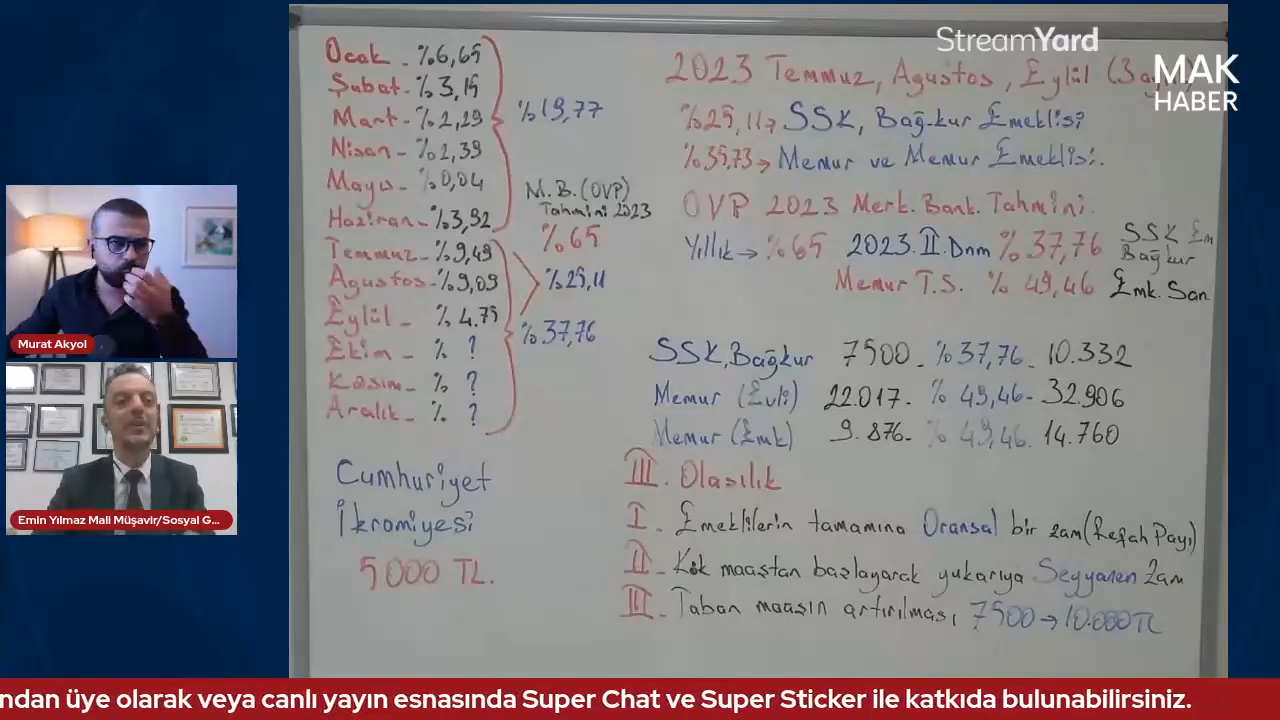 StreamYard
MAK
HABER
Ocak - %6,65
Şubat - %3,15
Mart - %2,29
Nisan - %2,39
Mayıs - %0,04
Haziran - %3,92
Temmuz - %9,49
Ağustos - %9,09
Eylül - %4,75
Ekim - % ?
Kasım - % ?
Aralık - % ?
%19,77
M.B. (OVP)
Tahmini 2023
%65
%25,11
%37,76
Cumhuriyet
İkramiyesi
5000 TL.
2023 Temmuz, Ağustos, Eylül
%25,11 → SSK, Bağ-kur Emeklisi
%35,73 → Memur ve Memur Emeklisi.
OVP 2023 Merk. Bank. Tahmini.
Yıllık → %65 2023.II.Dnm %37,76 SSK Em
Bağkur
Memur T.S. % 49,46 Emk. San.
SSK, Bağkur 7500 - %37,76 - 10.332
Memur (Evli) 22.017 - % 49,46 - 32.906
Memur (Emk) 9.876 - % 49,46 - 14.760
III. Olasılık
I - Emeklilerin tamamına Oransal bir zam (Refah Payı)
II - Kök maaştan başlayarak yukarıya Seyyanen Zam
III - Taban maaşın artırılması, 7500 → 10.000 TL
Murat Akyol
Emin Yılmaz Mali Müşavir/Sosyal G...
ndan üye olarak veya canlı yayın esnasında Super Chat ve Super Sticker ile katkıda bulunabilirsiniz.